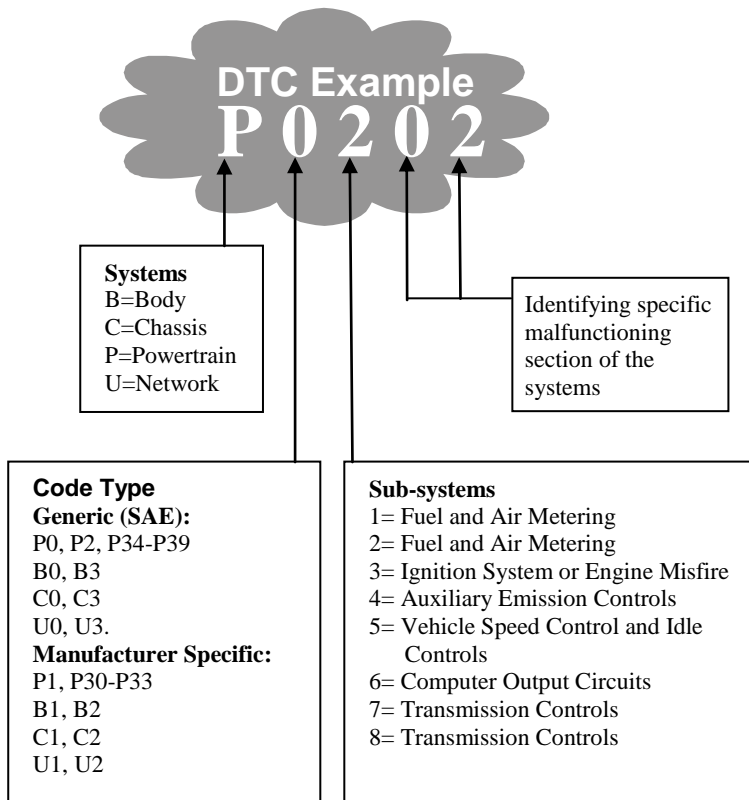 DTC Example
P 0 2 0 2
Systems
B=Body
C=Chassis
P=Powertrain
U=Network
Identifying specific
malfunctioning
section of the
systems
Code Type
Generic (SAE):
P0, P2, P34-P39
B0, B3
C0, C3
U0, U3.
Manufacturer Specific:
P1, P30-P33
B1, B2
C1, C2
U1, U2
Sub-systems
1= Fuel and Air Metering
2= Fuel and Air Metering
3= Ignition System or Engine Misfire
4= Auxiliary Emission Controls
5= Vehicle Speed Control and Idle
Controls
6= Computer Output Circuits
7= Transmission Controls
8= Transmission Controls